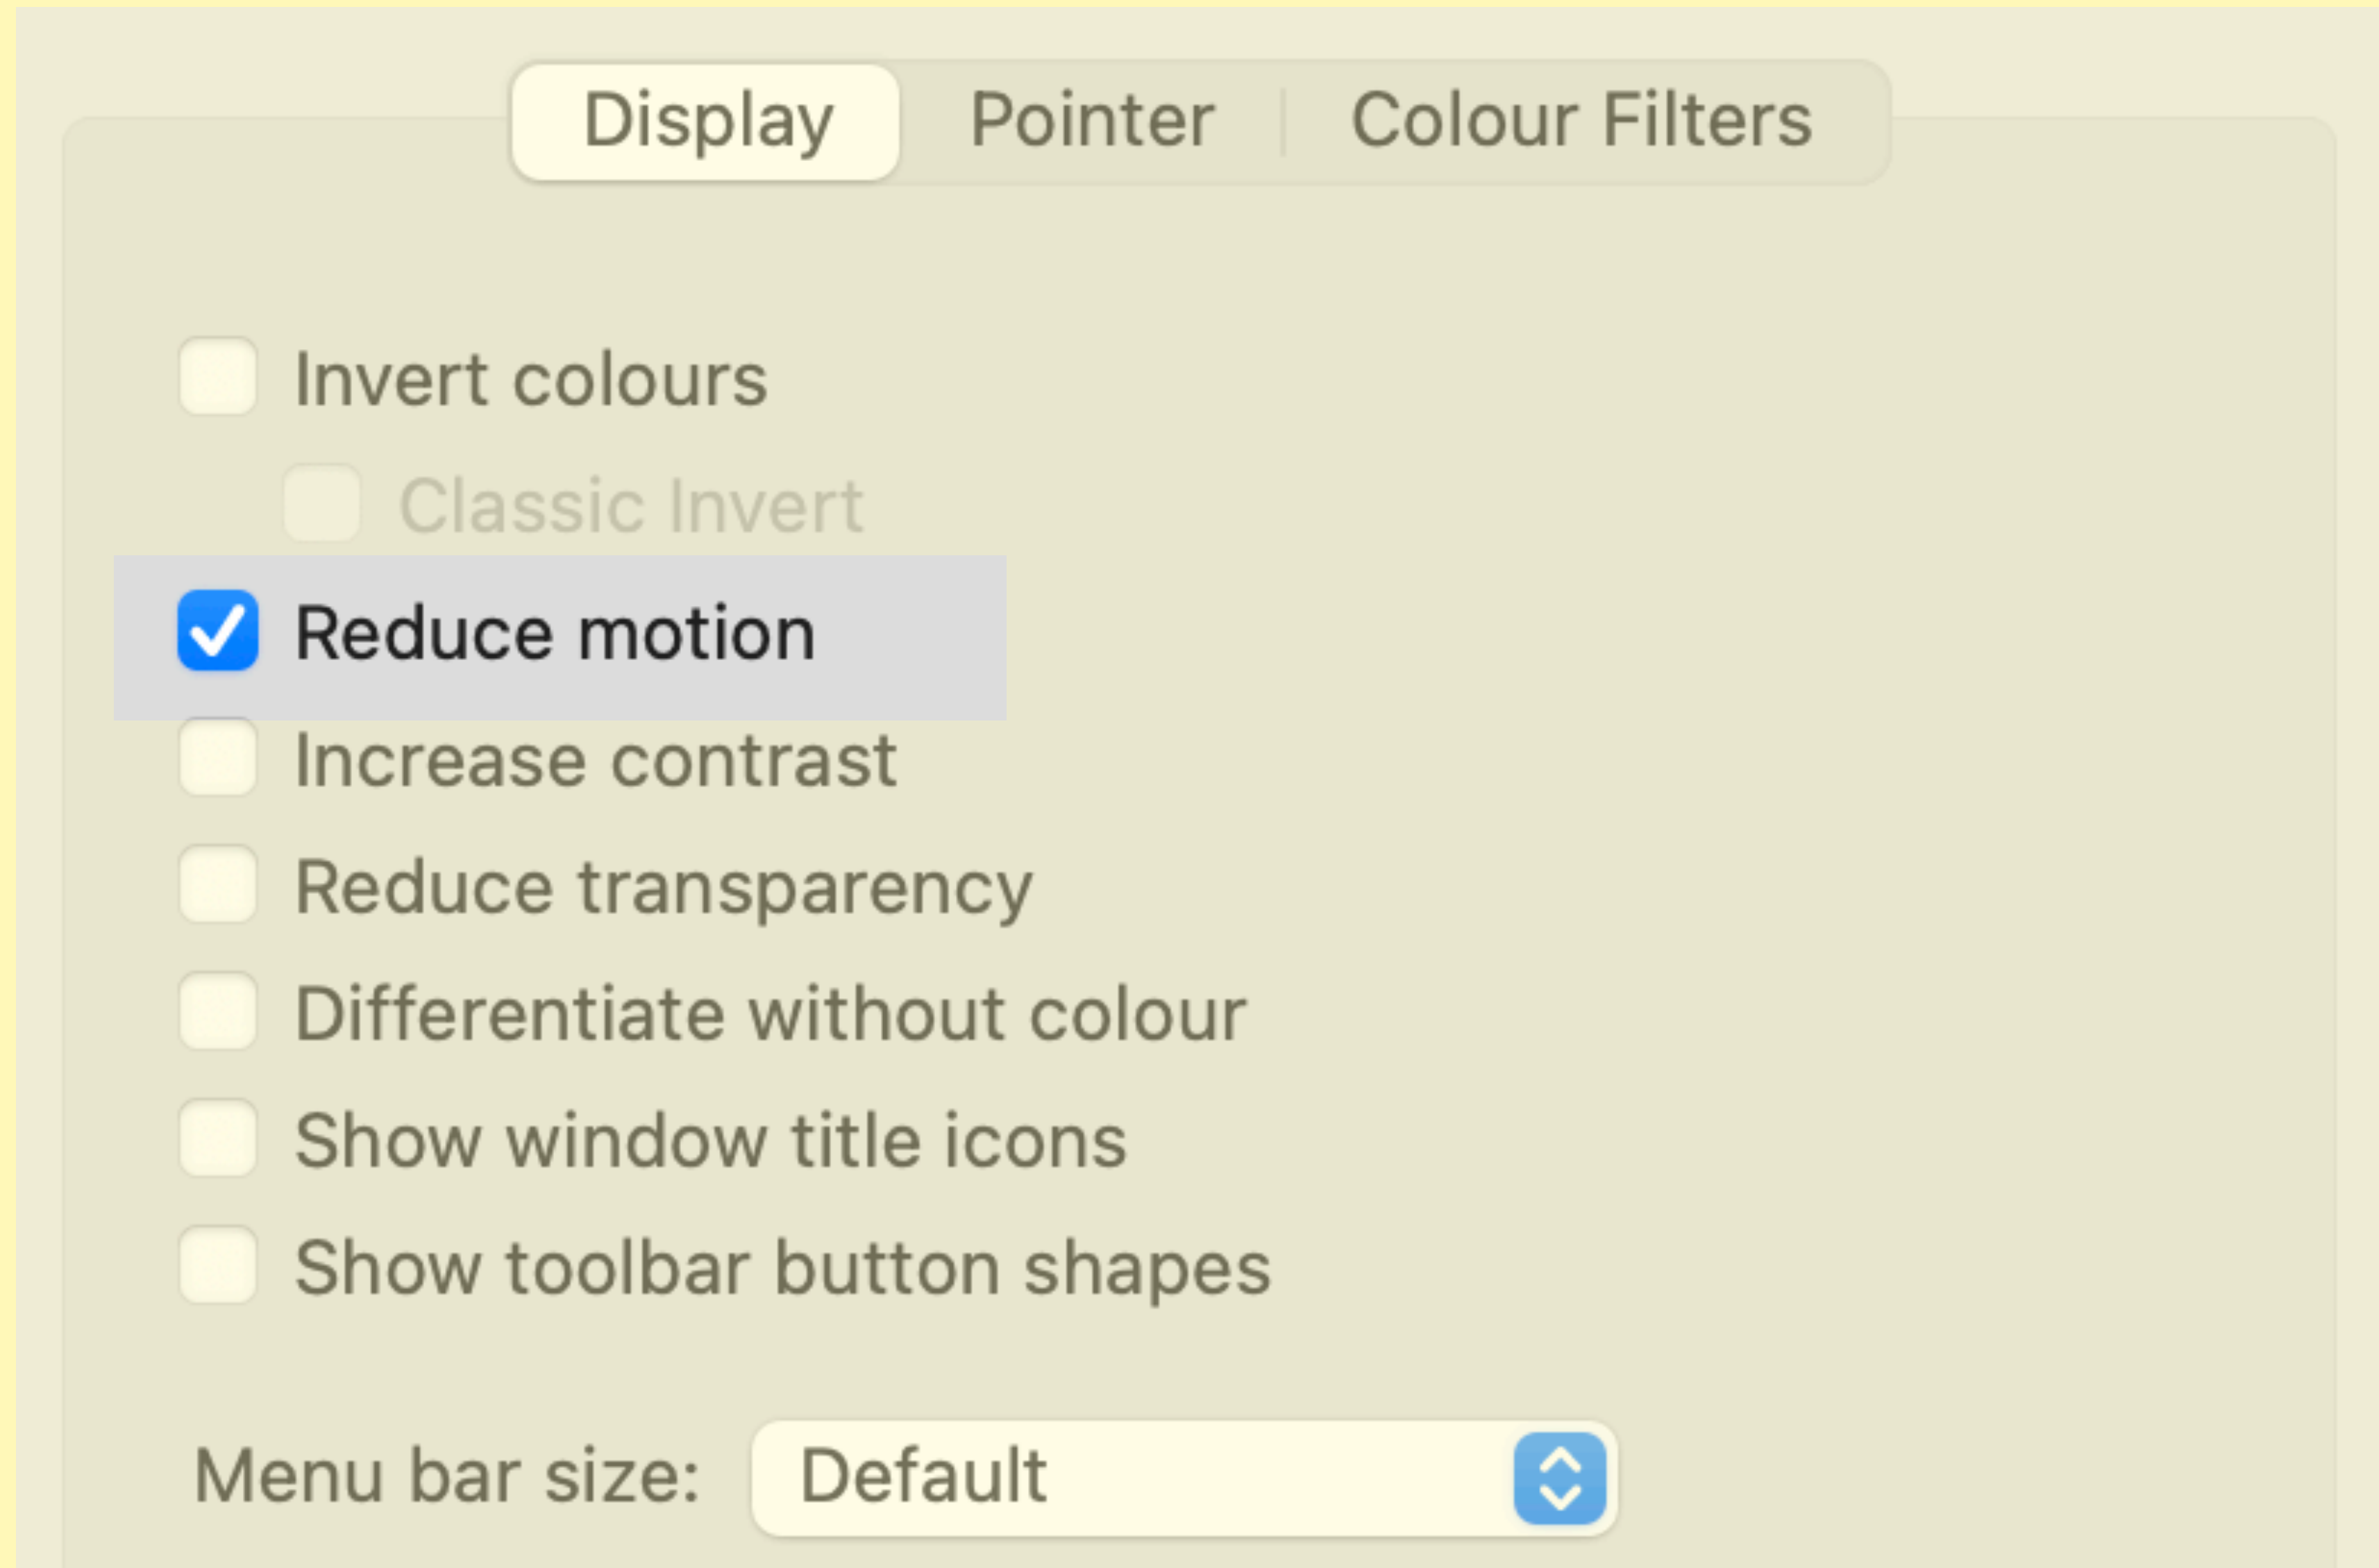 Display Pointer Colour Filters
Invert colours
Classic Invert
Reduce motion
Increase contrast
Reduce transparency
Differentiate without colour
Show window title icons
Show toolbar button shapes
Menu bar size: Default